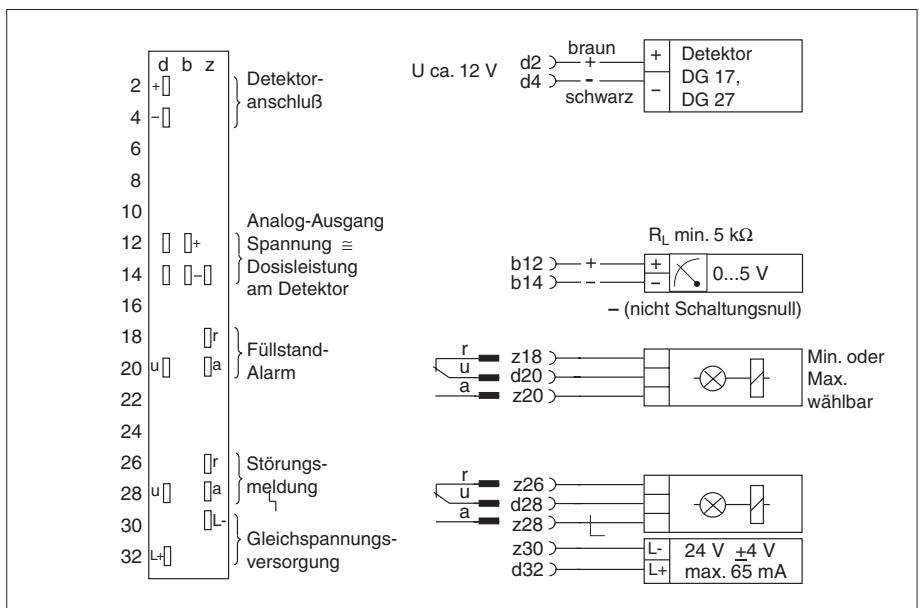 d b z
2 +
4 –
6
8
10
12 +
14 –
16
18 r
20 u a
22
24
26 r
28 u a
30 L-
32 L+
Detektor-
anschluß
Analog-Ausgang
Spannung ≅
Dosisleistung
am Detektor
Füllstand-
Alarm
Störungs-
meldung
Gleichspannungs-
versorgung
U ca. 12 V
braun
d2 + +
d4 - –
schwarz
Detektor
DG 17,
DG 27
RL min. 5 kΩ
b12 + +
b14 – –
0...5 V
– (nicht Schaltungsnull)
r z18
u d20
a z20
Min. oder
Max.
wählbar
r z26
u d28
a z28
z30 L- 24 V ±4 V
d32 L+ max. 65 mA